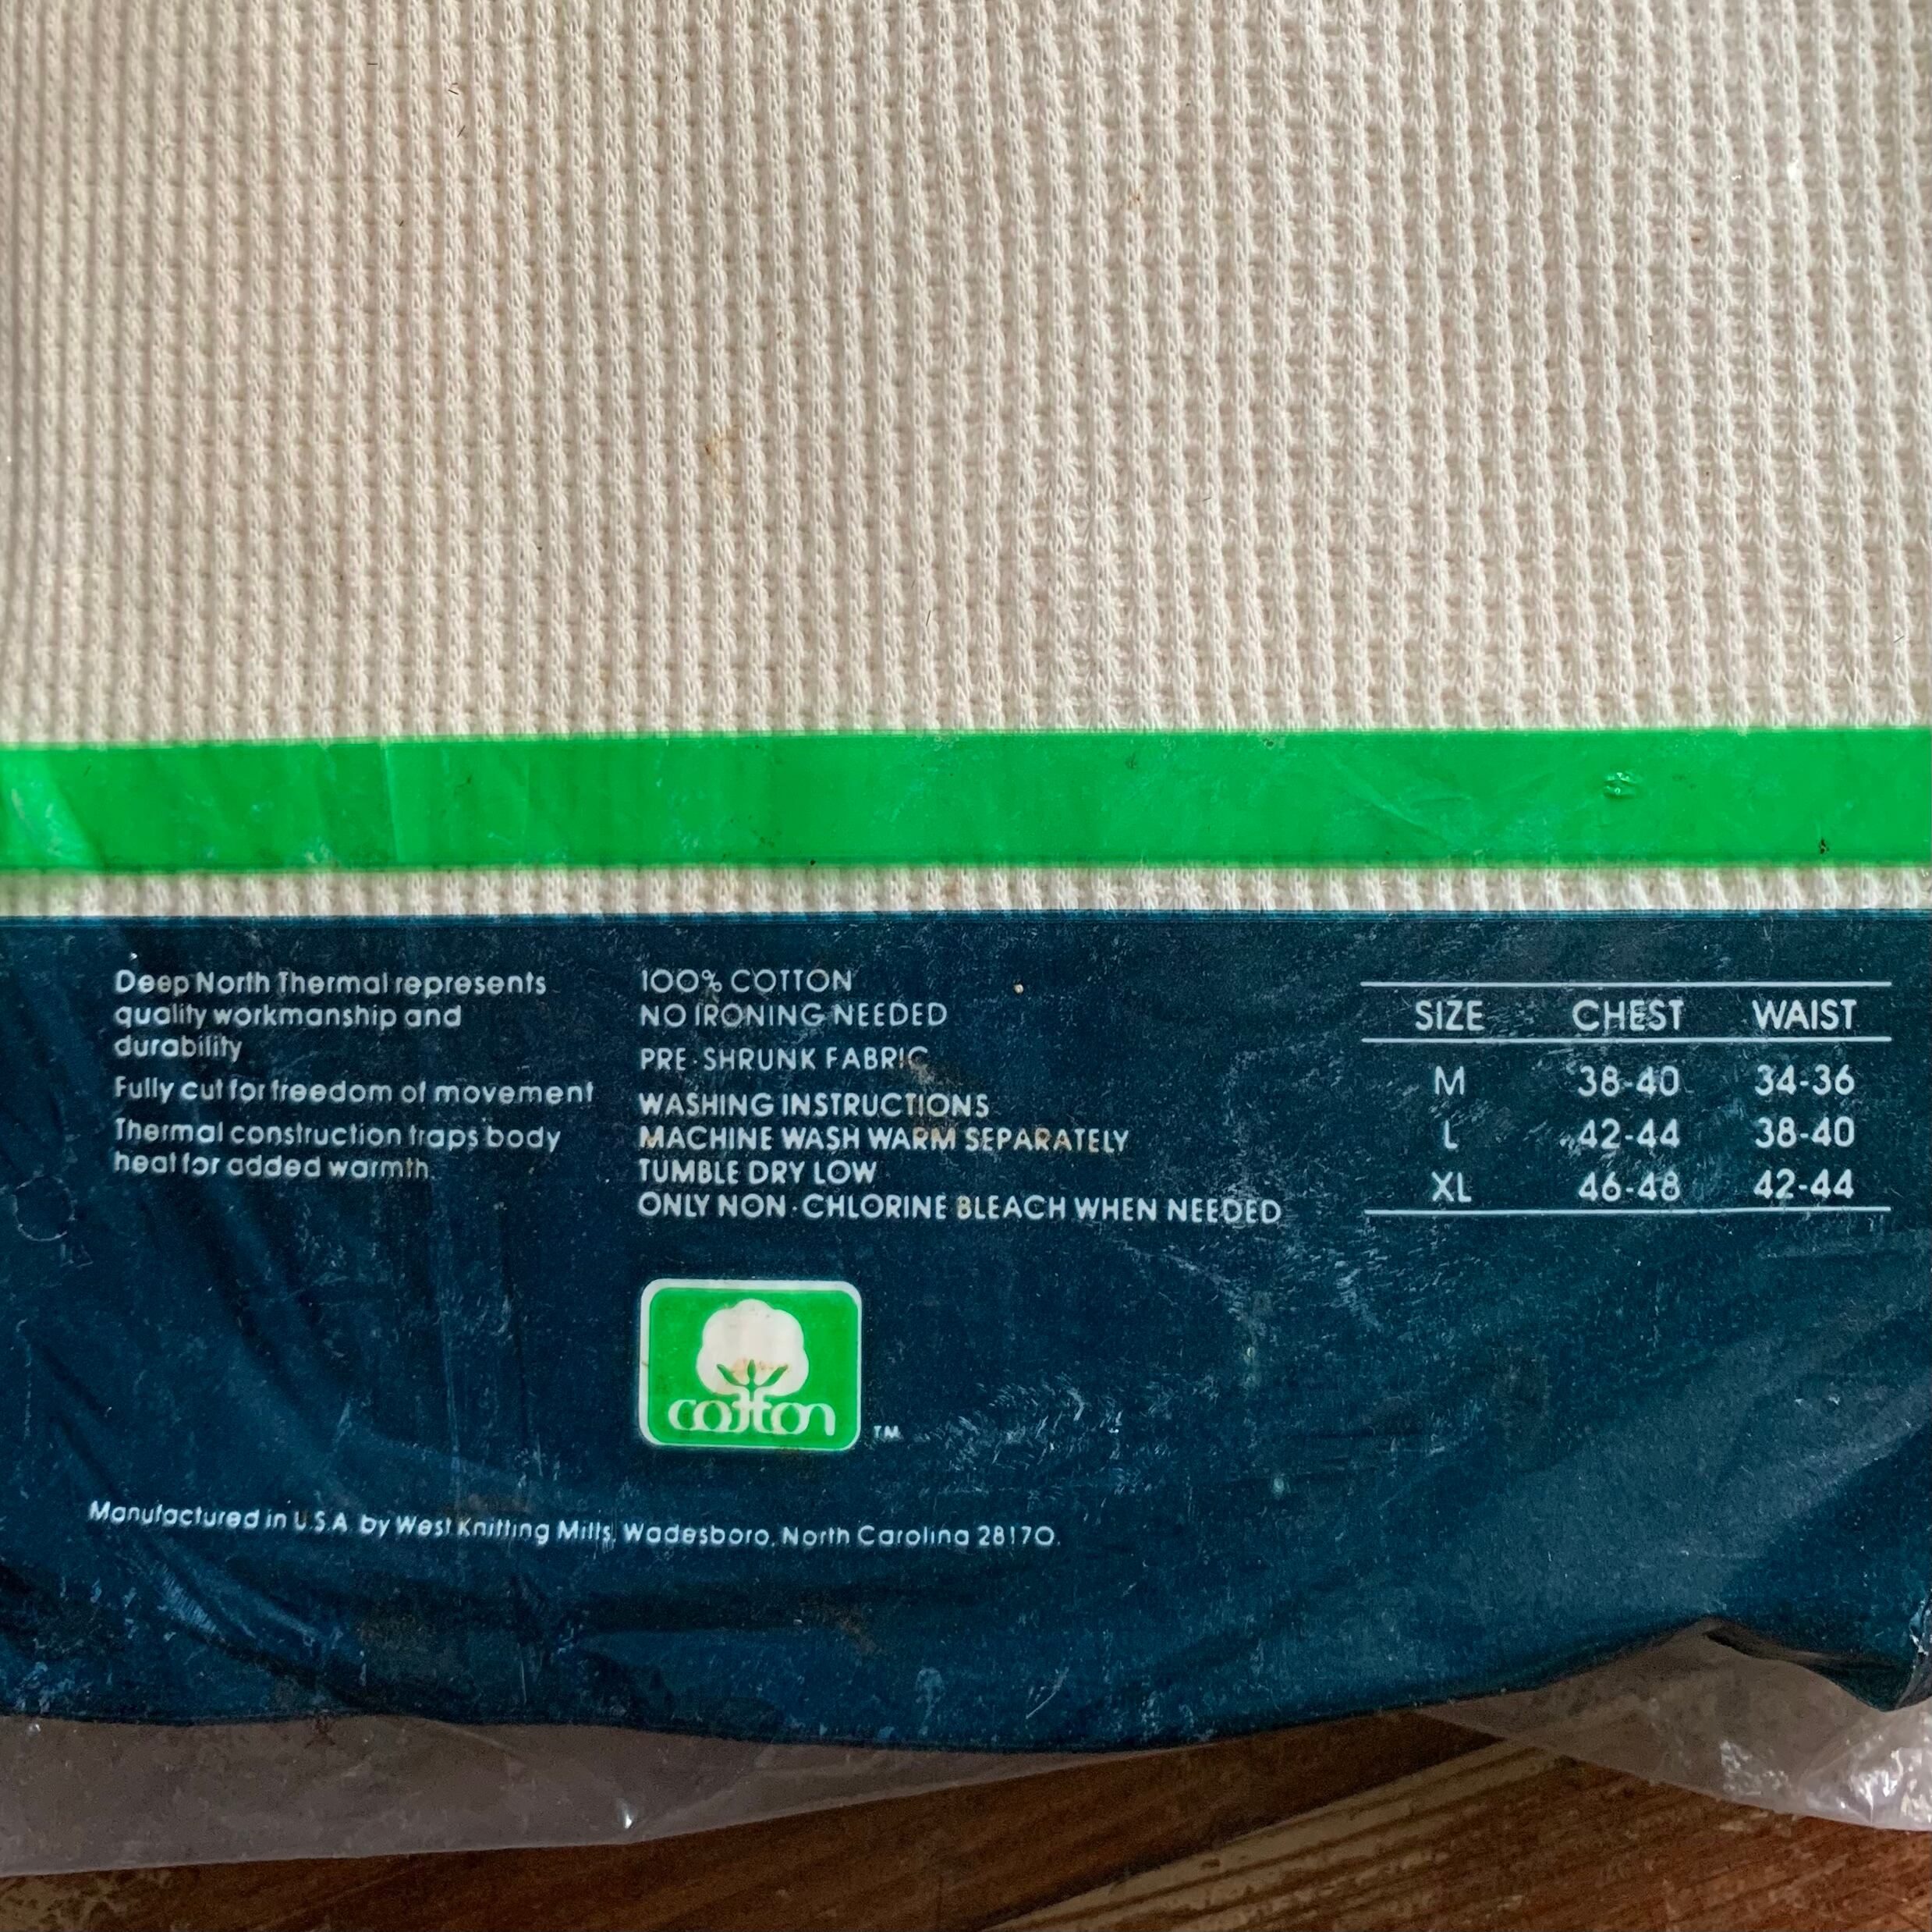 Deep North Thermal represents
quality workmanship and
durability
Fully cut for freedom of movement
Thermal construction traps body
heat for added warmth
100% COTTON
NO IRONING NEEDED
PRE-SHRUNK FABRIC
WASHING INSTRUCTIONS
MACHINE WASH WARM SEPARATELY
TUMBLE DRY LOW
ONLY NON-CHLORINE BLEACH WHEN NEEDED
SIZE CHEST WAIST
M 38-40 34-36
L 42-44 38-40
XL 46-48 42-44
cotton TM
Manufactured in U.S.A. by West Knitting Mills, Wadesboro, North Carolina 28170.